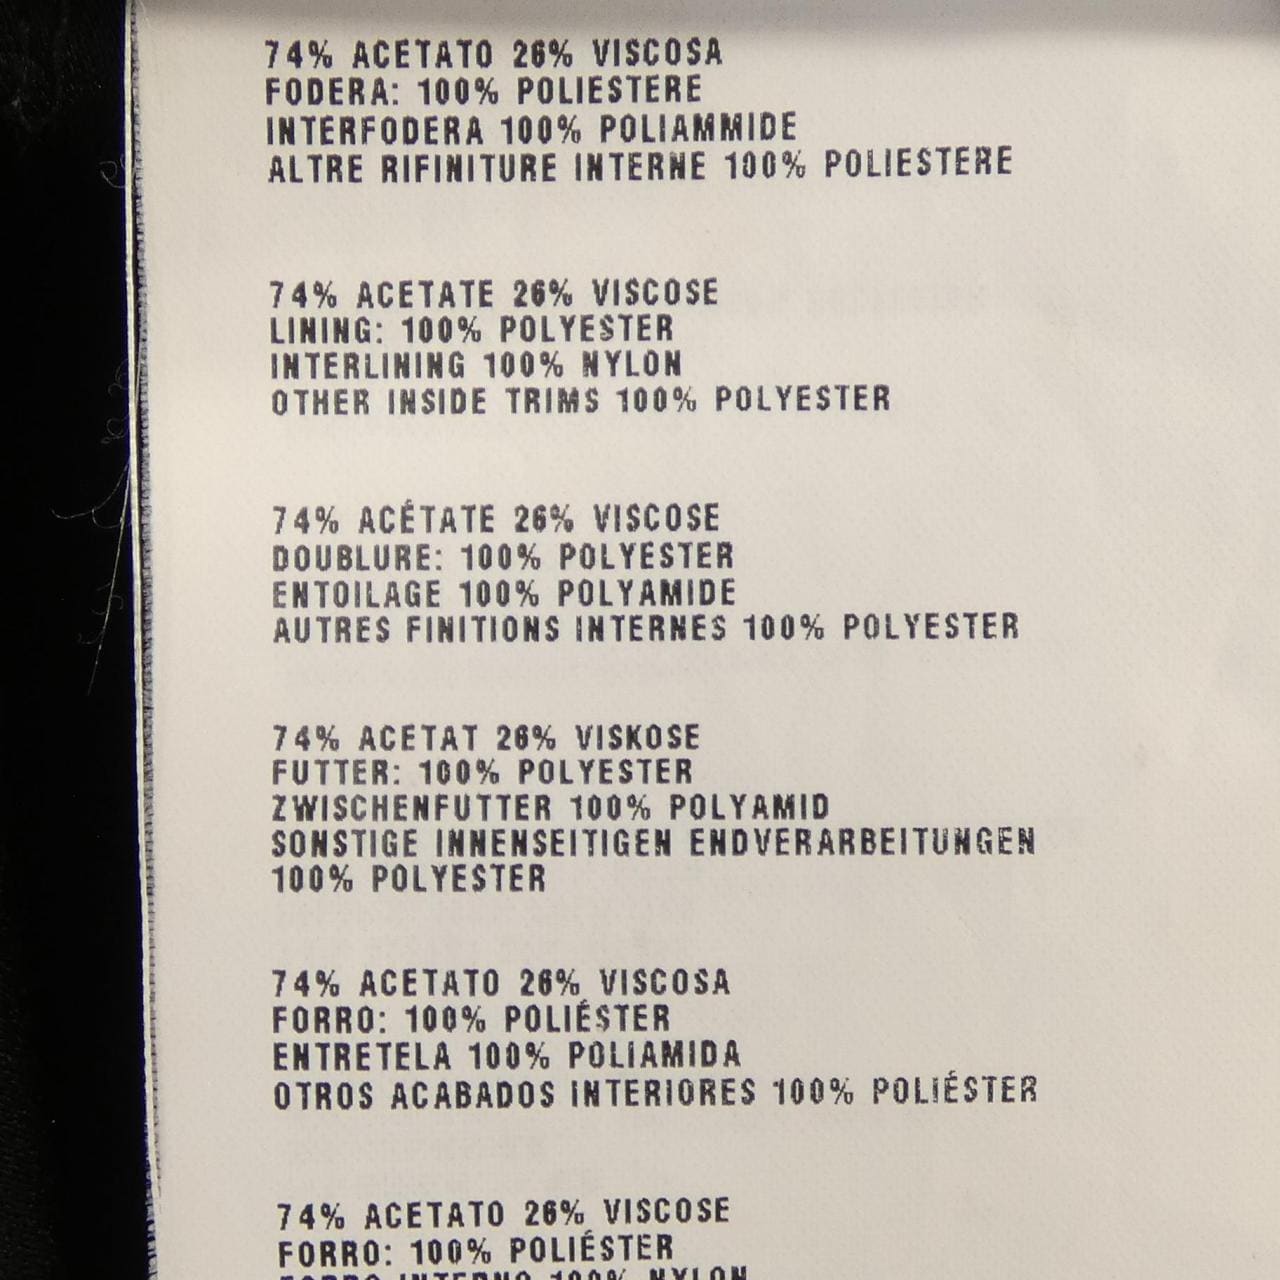 74% ACETATO 26% VISCOSA
FODERA: 100% POLIESTERE
INTERFODERA 100% POLIAMMIDE
ALTRE RIFINITURE INTERNE 100% POLIESTERE
74% ACETATE 26% VISCOSE
LINING: 100% POLYESTER
INTERLINING 100% NYLON
OTHER INSIDE TRIMS 100% POLYESTER
74% ACÉTATE 26% VISCOSE
DOUBLURE: 100% POLYESTER
ENTOILAGE 100% POLYAMIDE
AUTRES FINITIONS INTERNES 100% POLYESTER
74% ACETAT 26% VISKOSE
FUTTER: 100% POLYESTER
ZWISCHENFUTTER 100% POLYAMID
SONSTIGE INNENSEITIGEN ENDVERARBEITUNGEN
100% POLYESTER
74% ACETATO 26% VISCOSA
FORRO: 100% POLIÉSTER
ENTRETELA 100% POLIAMIDA
OTROS ACABADOS INTERIORES 100% POLIÉSTER
74% ACETATO 26% VISCOSE
FORRO: 100% POLIÉSTER
FORRO INTERNO 100% NYLON